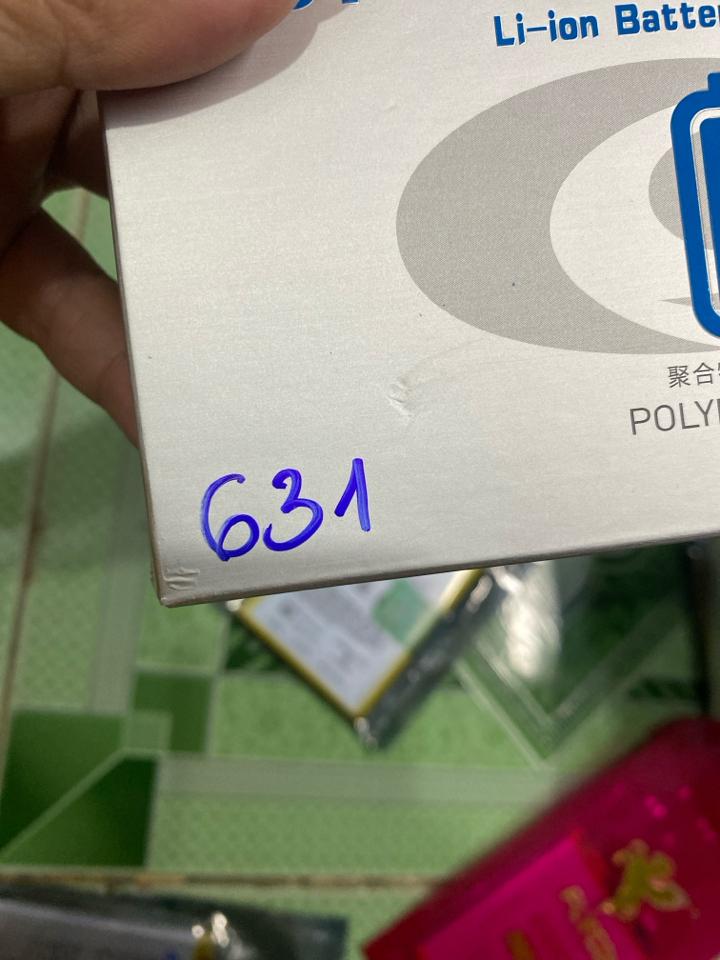 Li-ion Batte
聚合
POLY
631